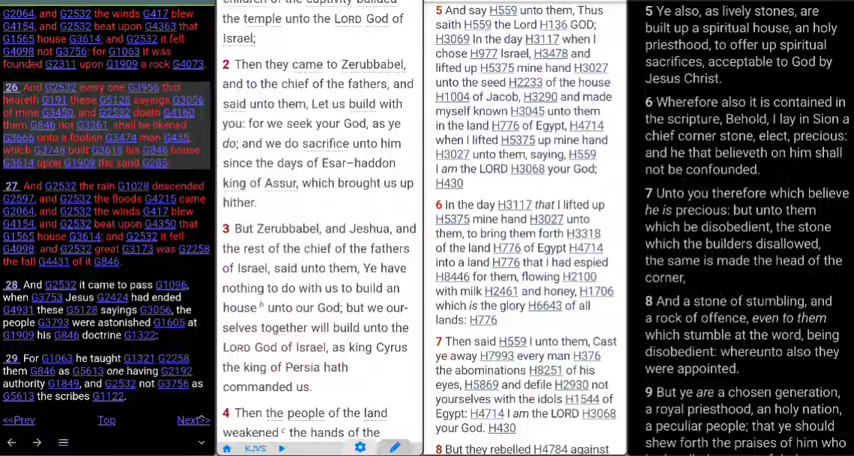 G2064, and G2532 the winds G417 blew
G4154, and G2532 beat upon G4363 that
G1565 house G3614; and G2532 it fell
G4098 not G3756: for G1063 it was
founded G2311 upon G1909 a rock G4073.
26 And G2532 every one G3956 that
heareth G191 these G5128 sayings G3056
of mine G3450, and G2532 doeth G4160
them G846 not G3361, shall be likened
G3666 unto a foolish G3474 man G435,
which G3748 built G3618 his G846 house
G3614 upon G1909 the sand G285:
27 And G2532 the rain G1028 descended
G2597, and G2532 the floods G4215 came
G2064, and G2532 the winds G417 blew
G4154, and G2532 beat upon G4350 that
G1565 house G3614; and G2532 it fell
G4098: and G2532 great G3173 was G2258
the fall G4431 of it G846.
28 And G2532 it came to pass G1096,
when G3753 Jesus G2424 had ended
G4931 these G5128 sayings G3056, the
people G3793 were astonished G1605 at
G1909 his G846 doctrine G1322:
29 For G1063 he taught G1321 G2258
them G846 as G5613 one having G2192
authority G1849, and G2532 not G3756 as
G5613 the scribes G1122.
<<Prev Top Next>>
children of the captivity builded
the temple unto the LORD God of
Israel;
2 Then they came to Zerubbabel,
and to the chief of the fathers, and
said unto them, Let us build with
you: for we seek your God, as ye
do; and we do sacrifice unto him
since the days of Esar–haddon
king of Assur, which brought us up
hither.
3 But Zerubbabel, and Jeshua, and
the rest of the chief of the fathers
of Israel, said unto them, Ye have
nothing to do with us to build an
house b unto our God; but we our-
selves together will build unto the
LORD God of Israel, as king Cyrus
the king of Persia hath
commanded us.
4 Then the people of the land
weakened c the hands of the
KJVS
5 And say H559 unto them, Thus
saith H559 the Lord H136 GOD;
H3069 In the day H3117 when I
chose H977 Israel, H3478 and
lifted up H5375 mine hand H3027
unto the seed H2233 of the house
H1004 of Jacob, H3290 and made
myself known H3045 unto them
in the land H776 of Egypt, H4714
when I lifted H5375 up mine hand
H3027 unto them, saying, H559
I am the LORD H3068 your God;
H430
6 In the day H3117 that I lifted up
H5375 mine hand H3027 unto
them, to bring them forth H3318
of the land H776 of Egypt H4714
into a land H776 that I had espied
H8446 for them, flowing H2100
with milk H2461 and honey, H1706
which is the glory H6643 of all
lands: H776
7 Then said H559 I unto them, Cast
ye away H7993 every man H376
the abominations H8251 of his
eyes, H5869 and defile H2930 not
yourselves with the idols H1544 of
Egypt: H4714 I am the LORD H3068
your God. H430
8 But they rebelled H4784 against
5 Ye also, as lively stones, are
built up a spiritual house, an holy
priesthood, to offer up spiritual
sacrifices, acceptable to God by
Jesus Christ.
6 Wherefore also it is contained in
the scripture, Behold, I lay in Sion a
chief corner stone, elect, precious:
and he that believeth on him shall
not be confounded.
7 Unto you therefore which believe
he is precious: but unto them
which be disobedient, the stone
which the builders disallowed,
the same is made the head of the
corner,
8 And a stone of stumbling, and
a rock of offence, even to them
which stumble at the word, being
disobedient: whereunto also they
were appointed.
9 But ye are a chosen generation,
a royal priesthood, an holy nation,
a peculiar people; that ye should
shew forth the praises of him who